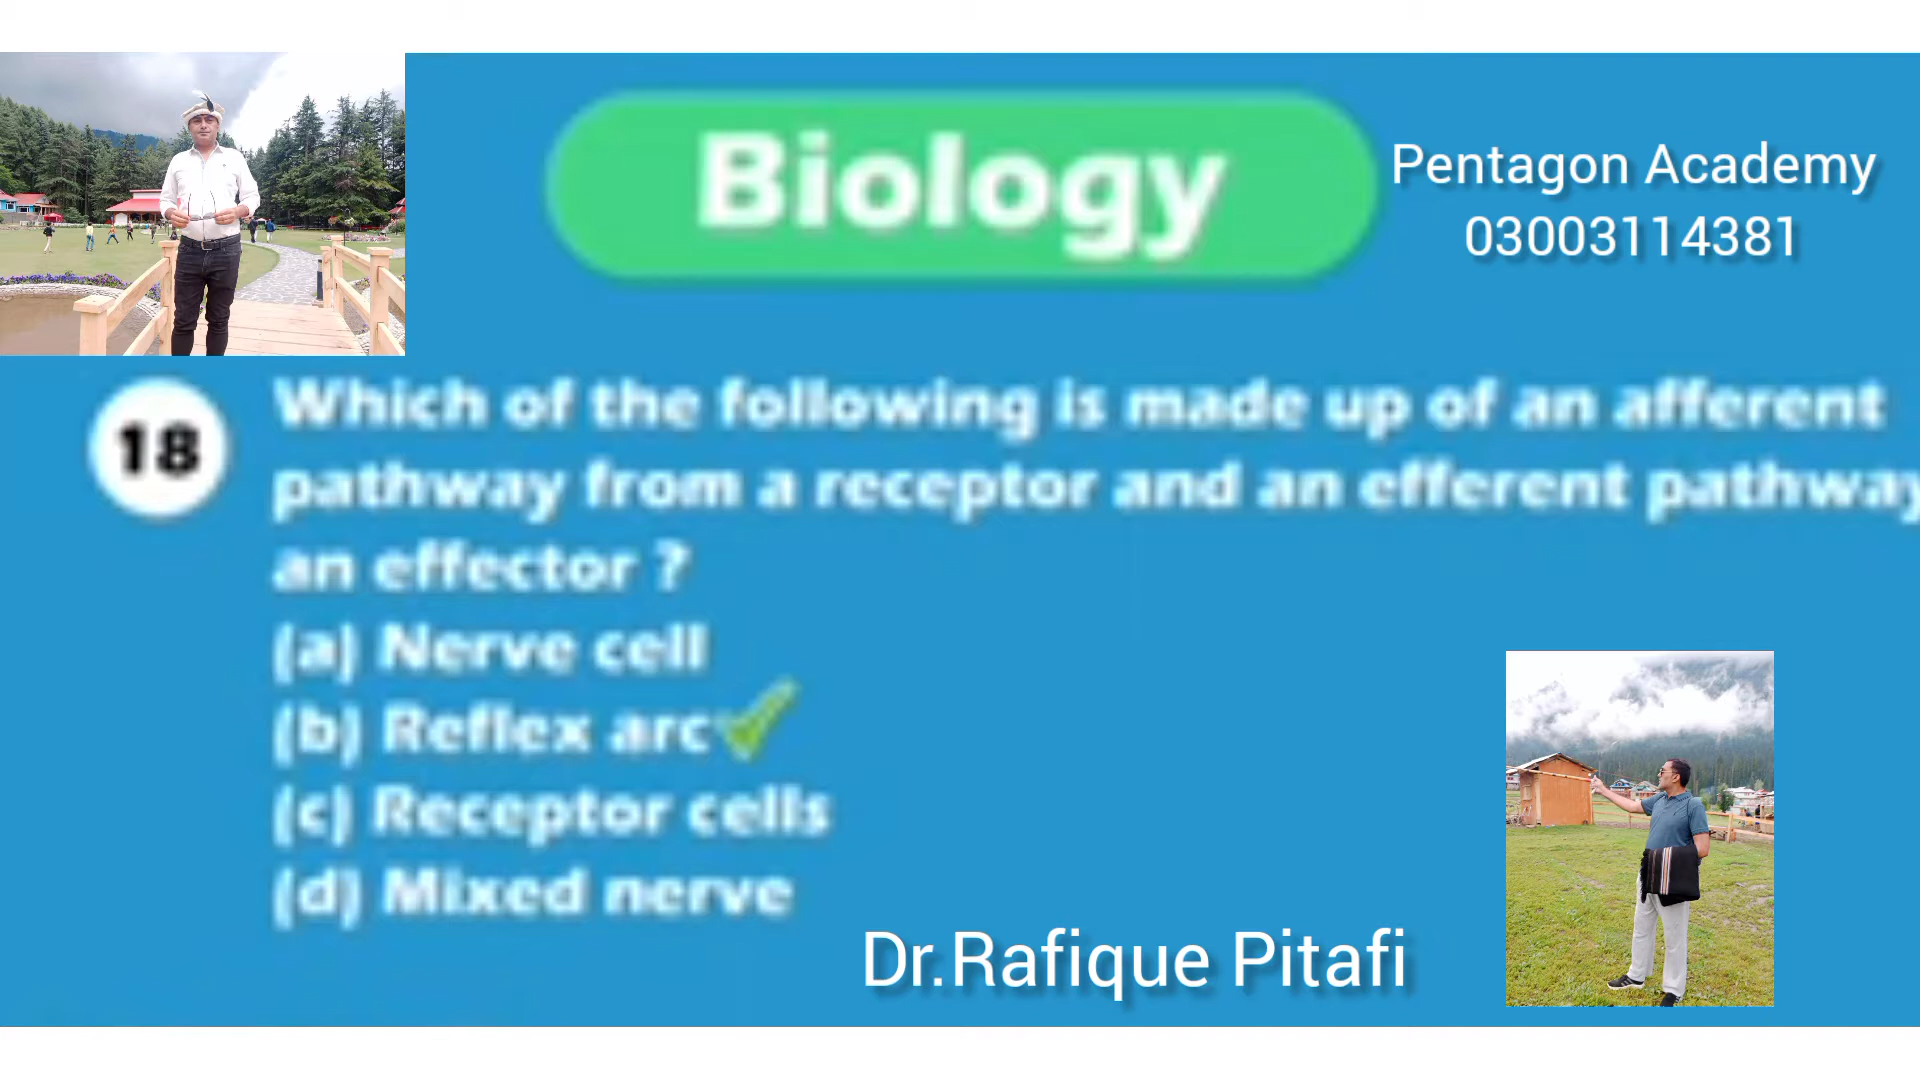 Biology
Pentagon Academy
03003114381
18
Which of the following is made up of an afferent
pathway from a receptor and an efferent pathway
an effector ?
(a) Nerve cell
(b) Reflex arc
(c) Receptor cells
(d) Mixed nerve
Dr.Rafique Pitafi